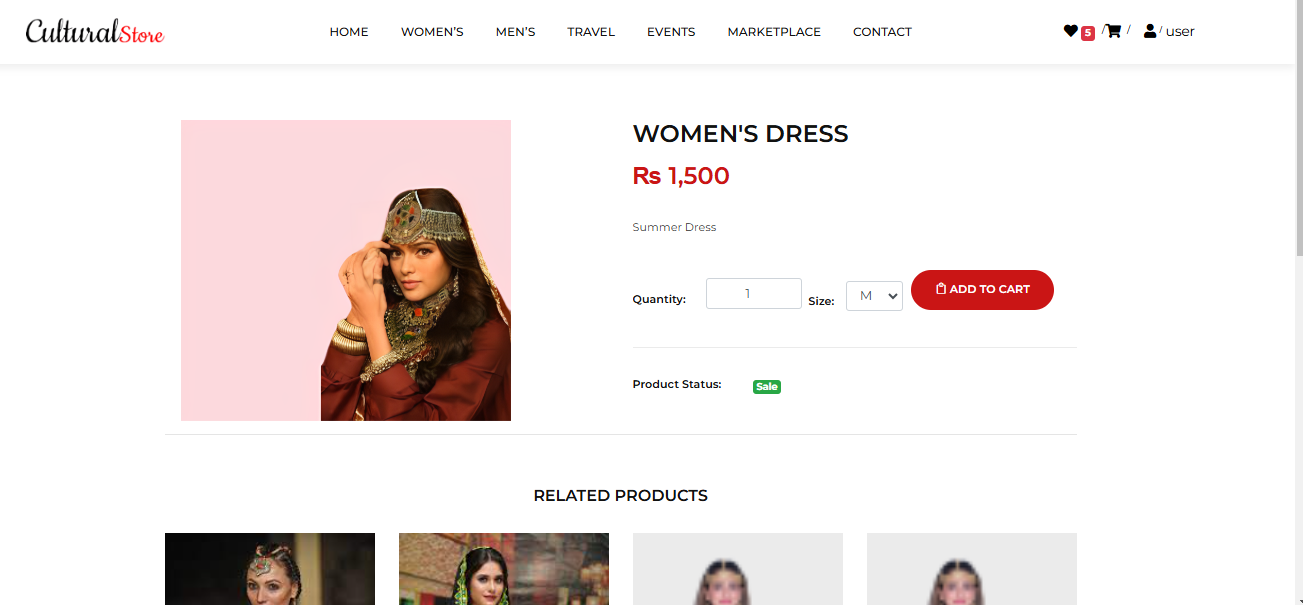 CulturalStore
HOME WOMEN'S MEN'S TRAVEL EVENTS MARKETPLACE CONTACT
5 / / / user
WOMEN'S DRESS
Rs 1,500
Summer Dress
Quantity: 1 Size: M ADD TO CART
Product Status: Sale
RELATED PRODUCTS